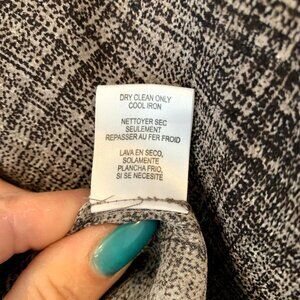 DRY CLEAN ONLY
COOL IRON
NETTOYER SEC
SEULEMENT
REPASSER AU FER FROID
LAVA EN SECO,
SOLAMENTE
PLANCHA FRIO,
SI SE NECESITE